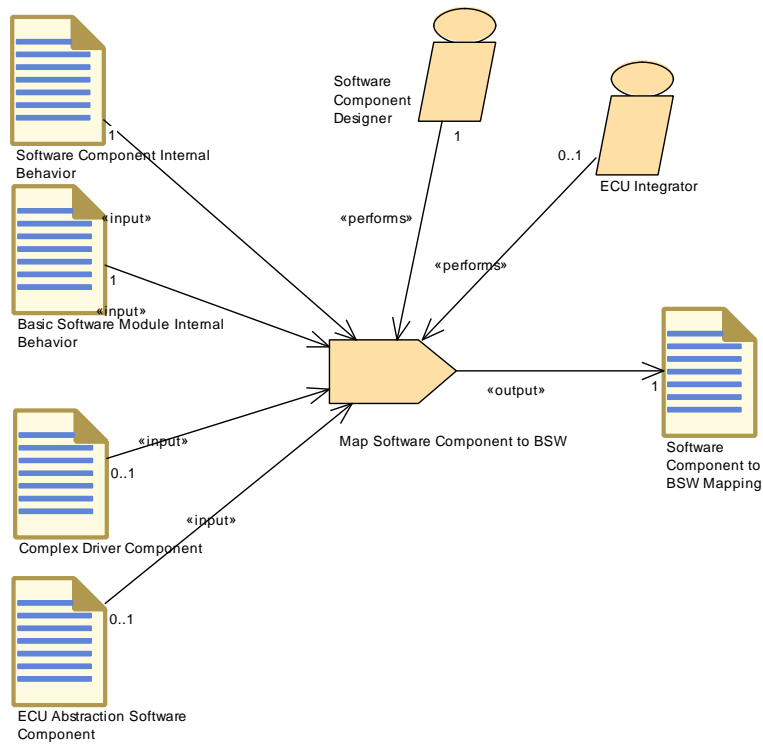 Software
Component
Designer
1
0..1
ECU Integrator
1
Software Component Internal
Behavior
«input»
«performs»
«performs»
1
«input»
Basic Software Module Internal
Behavior
«output»
1
Map Software Component to BSW
Software
Component to
BSW Mapping
«input»
0..1
Complex Driver Component
«input»
0..1
ECU Abstraction Software
Component